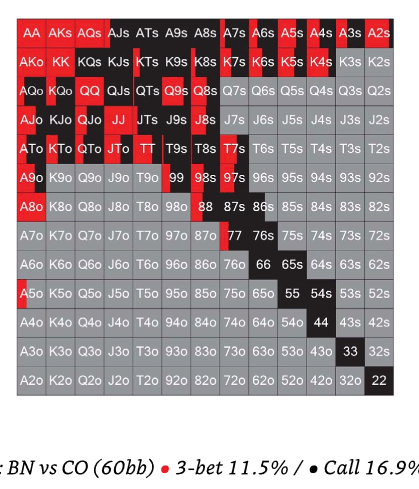 AA AKs AQs AJs ATs A9s A8s A7s A6s A5s A4s A3s A2s
AKo KK KQs KJs KTs K9s K8s K7s K6s K5s K4s K3s K2s
AQo KQo QQ QJs QTs Q9s Q8s Q7s Q6s Q5s Q4s Q3s Q2s
AJo KJo QJo JJ JTs J9s J8s J7s J6s J5s J4s J3s J2s
ATo KTo QTo JTo TT T9s T8s T7s T6s T5s T4s T3s T2s
A9o K9o Q9o J9o T9o 99 98s 97s 96s 95s 94s 93s 92s
A8o K8o Q8o J8o T8o 98o 88 87s 86s 85s 84s 83s 82s
A7o K7o Q7o J7o T7o 97o 87o 77 76s 75s 74s 73s 72s
A6o K6o Q6o J6o T6o 96o 86o 76o 66 65s 64s 63s 62s
A5o K5o Q5o J5o T5o 95o 85o 75o 65o 55 54s 53s 52s
A4o K4o Q4o J4o T4o 94o 84o 74o 64o 54o 44 43s 42s
A3o K3o Q3o J3o T3o 93o 83o 73o 63o 53o 43o 33 32s
A2o K2o Q2o J2o T2o 92o 82o 72o 62o 52o 42o 32o 22
: BN vs CO (60bb) • 3-bet 11.5% / • Call 16.9%